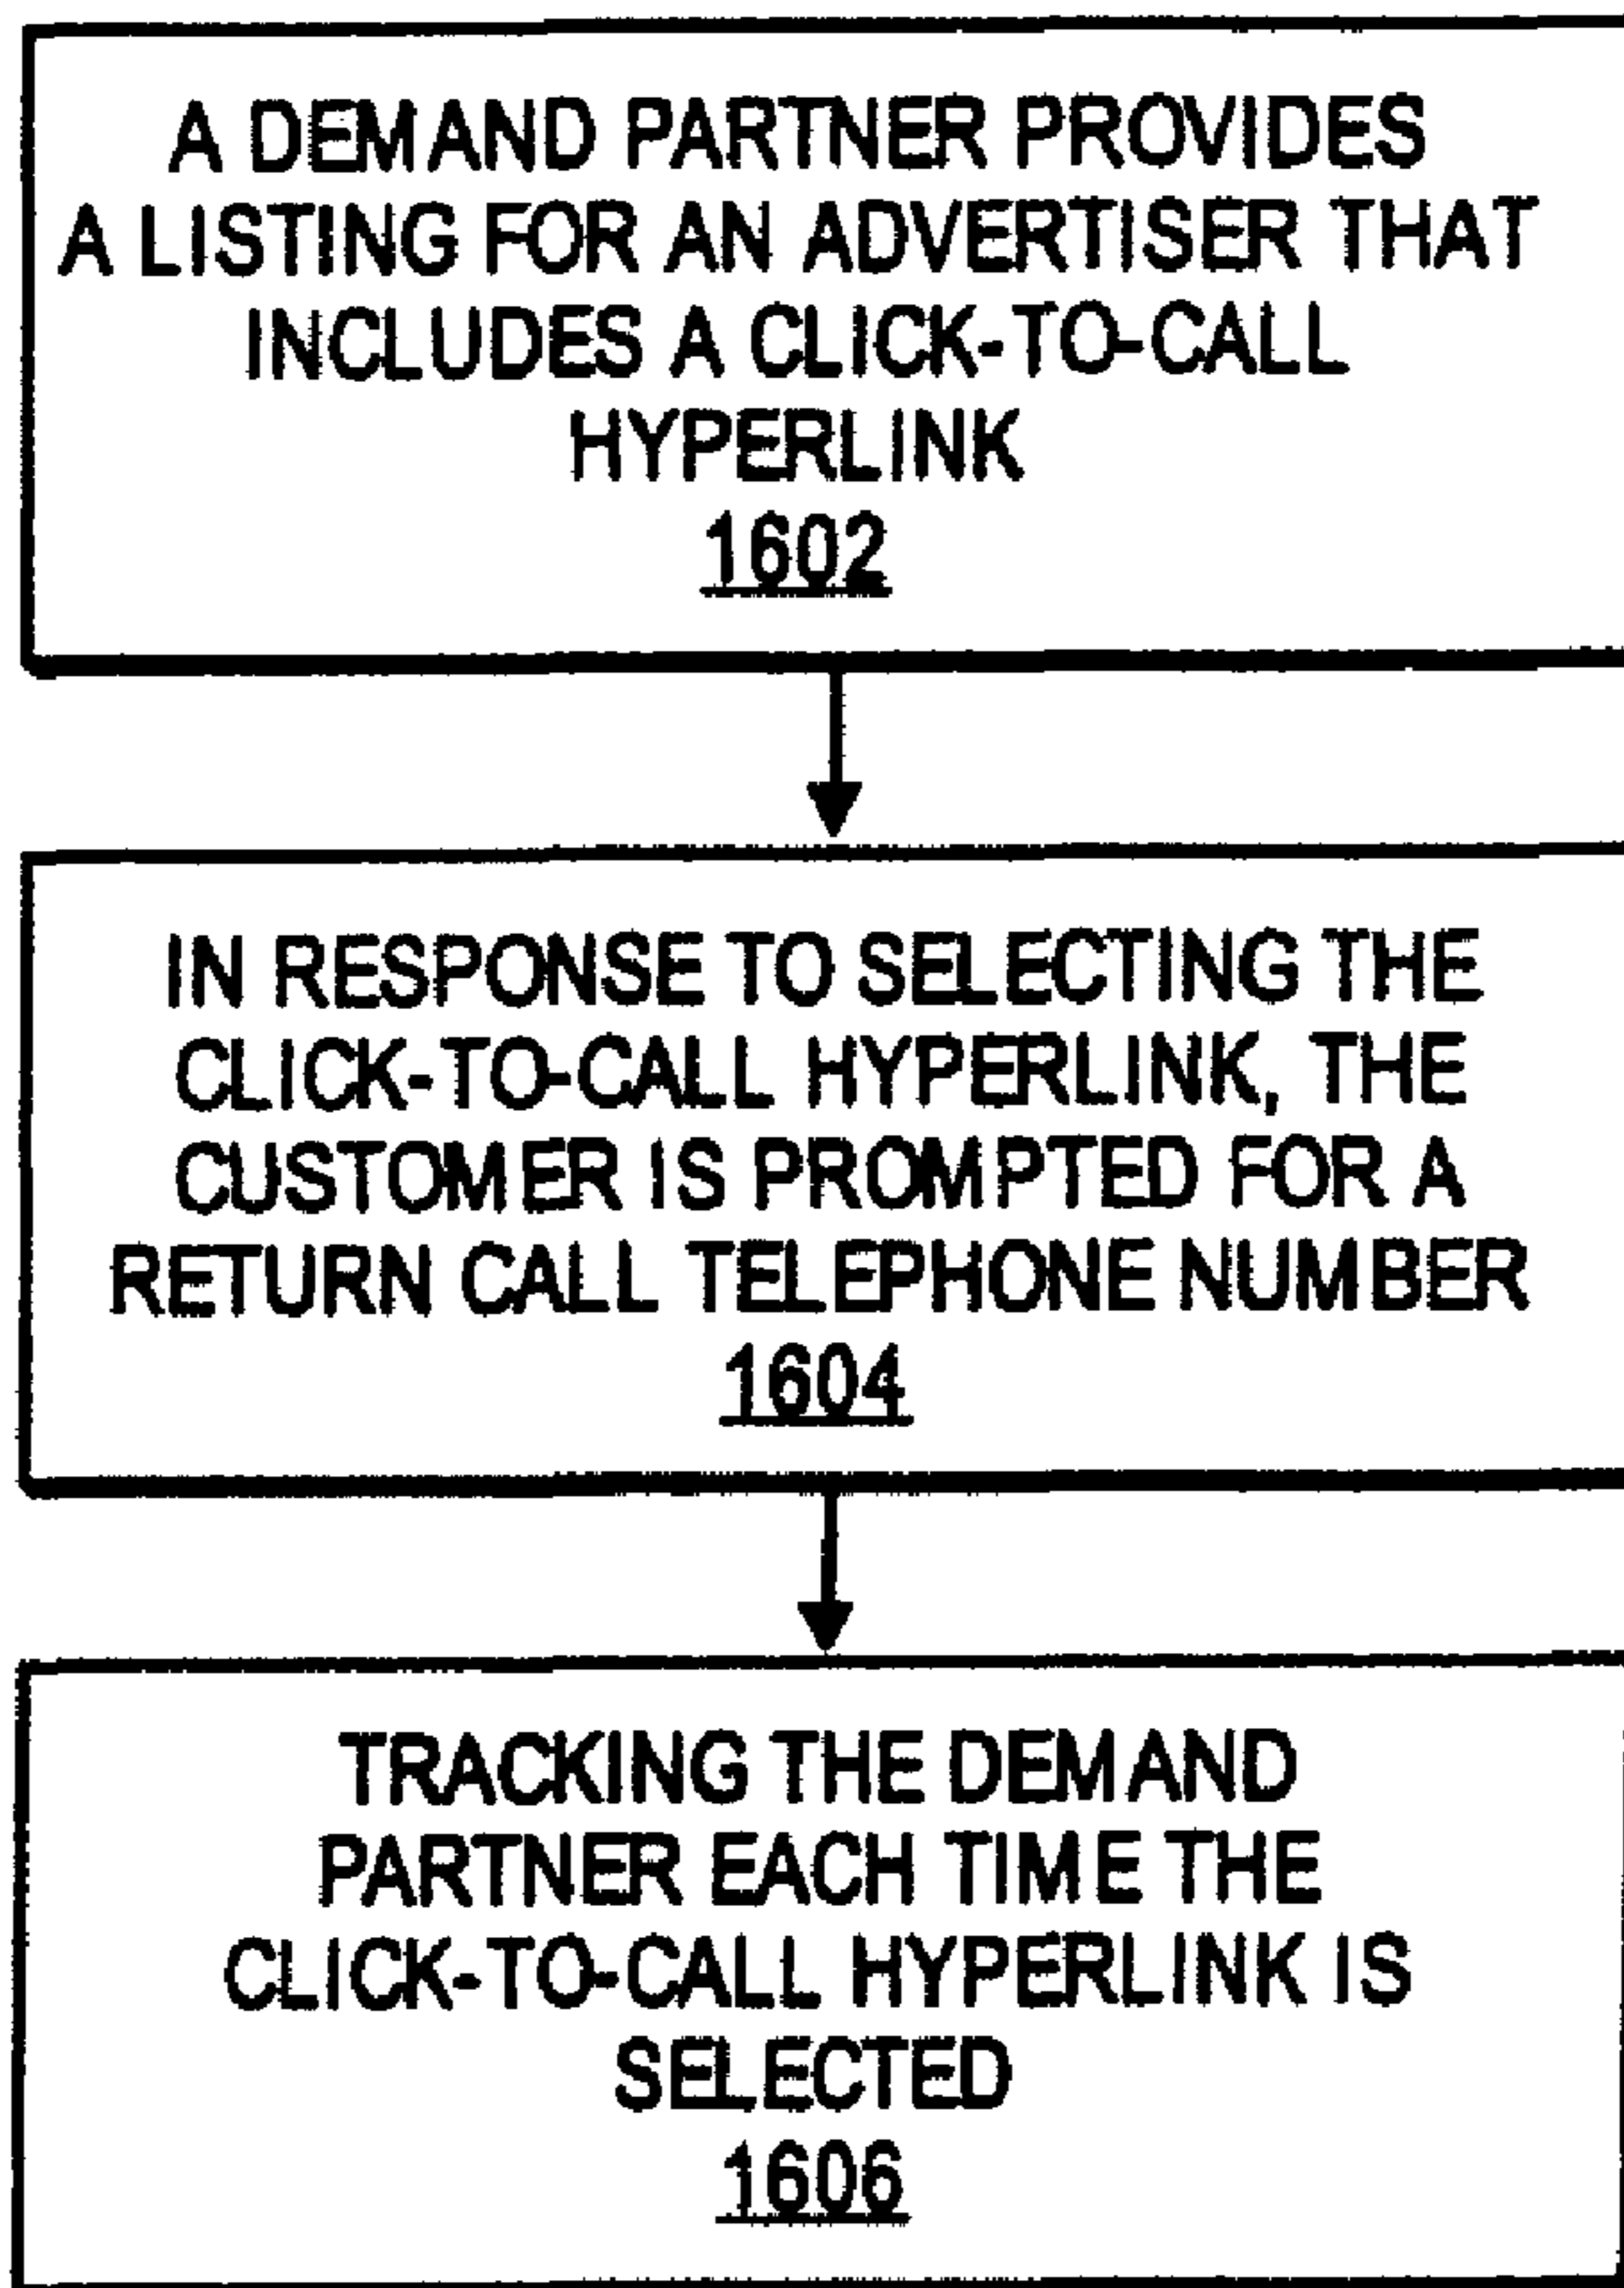 A DEMAND PARTNER PROVIDES
A LISTING FOR AN ADVERTISER THAT
INCLUDES A CLICK-TO-CALL
HYPERLINK
1602
IN RESPONSE TO SELECTING THE
CLICK-TO-CALL HYPERLINK, THE
CUSTOMER IS PROMPTED FOR A
RETURN CALL TELEPHONE NUMBER
1604
TRACKING THE DEMAND
PARTNER EACH TIME THE
CLICK-TO-CALL HYPERLINK IS
SELECTED
1606